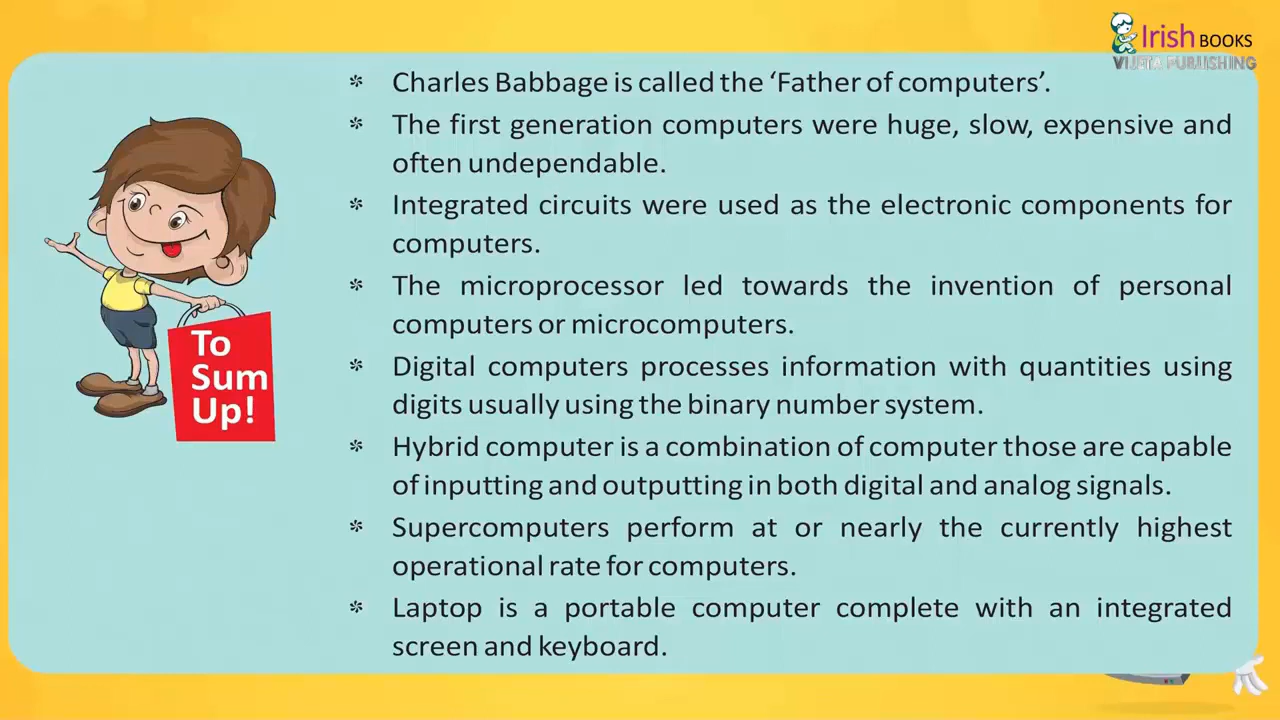 Irish BOOKS
VIJETA PUBLISHING
Charles Babbage is called the ‘Father of computers’.
The first generation computers were huge, slow, expensive and
often undependable.
Integrated circuits were used as the electronic components for
computers.
The microprocessor led towards the invention of personal
computers or microcomputers.
Digital computers processes information with quantities using
digits usually using the binary number system.
Hybrid computer is a combination of computer those are capable
of inputting and outputting in both digital and analog signals.
Supercomputers perform at or nearly the currently highest
operational rate for computers.
Laptop is a portable computer complete with an integrated
screen and keyboard.
To
Sum
Up!